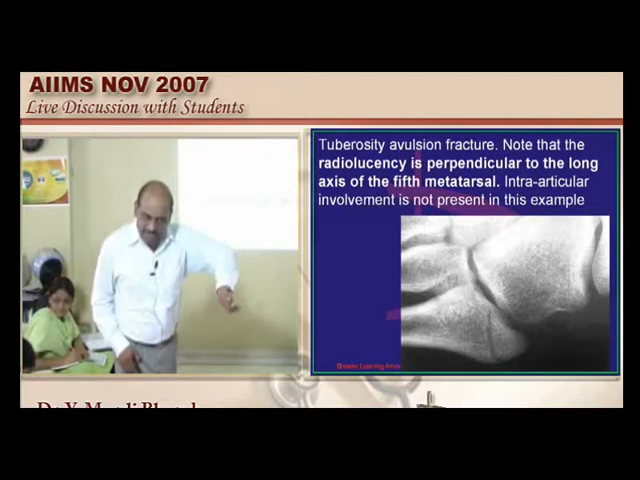 AIIMS NOV 2007
Live Discussion with Students
Tuberosity avulsion fracture. Note that the
radiolucency is perpendicular to the long
axis of the fifth metatarsal. Intra-articular
involvement is not present in this example